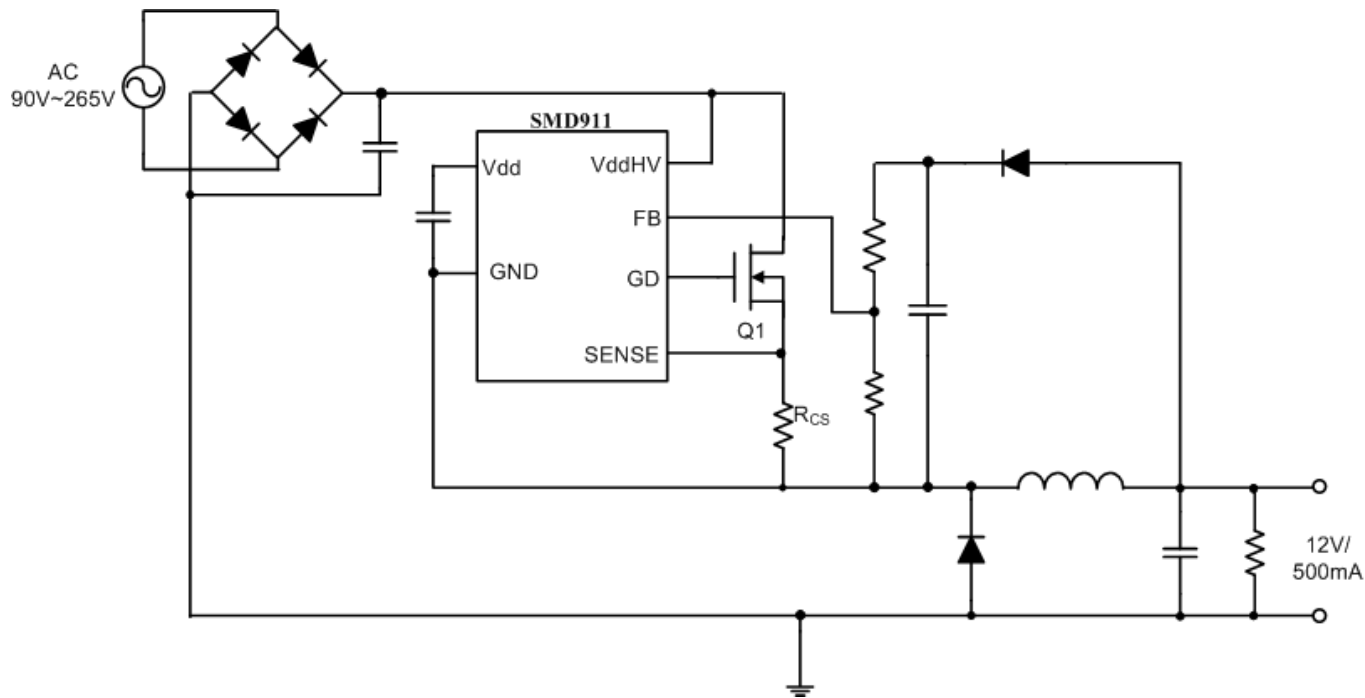 AC
90V~265V
SMD911
Vdd
VddHV
FB
GND
GD
Q1
SENSE
RCS
12V/
500mA